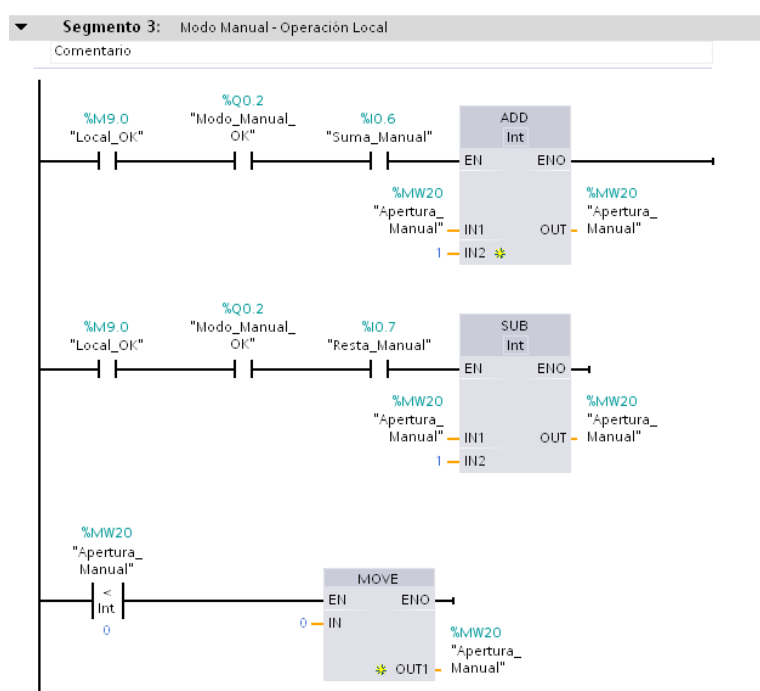 Segmento 3: Modo Manual - Operación Local
Comentario
%M9.0
"Local_OK"
%Q0.2
"Modo_Manual_
OK"
%I0.6
"Suma_Manual"
ADD
Int
EN ENO
%MW20
"Apertura_
Manual"
IN1
1
IN2
OUT
%MW20
"Apertura_
Manual"
%M9.0
"Local_OK"
%Q0.2
"Modo_Manual_
OK"
%I0.7
"Resta_Manual"
SUB
Int
EN ENO
%MW20
"Apertura_
Manual"
IN1
1
IN2
OUT
%MW20
"Apertura_
Manual"
%MW20
"Apertura_
Manual"
<
Int
0
MOVE
EN ENO
0
IN
OUT1
%MW20
"Apertura_
Manual"